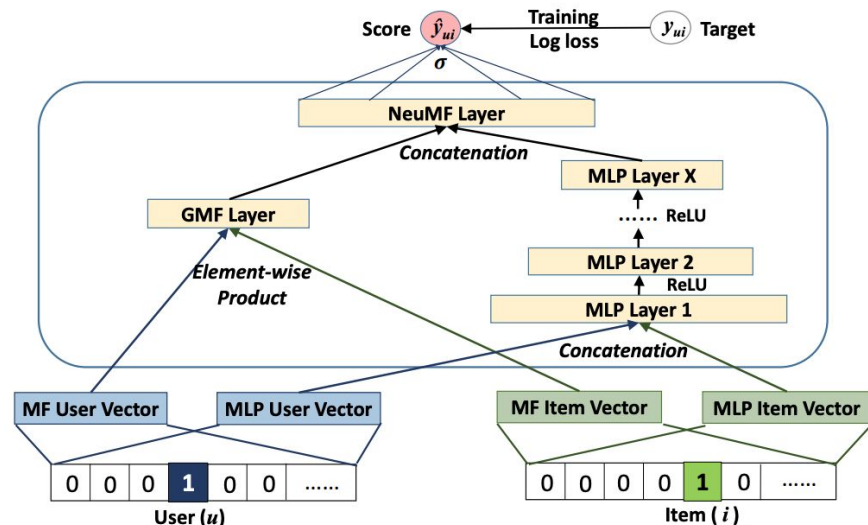 Score ŷui Training yui Target
Log loss
σ
NeuMF Layer
Concatenation
MLP Layer X
...... ReLU
GMF Layer
MLP Layer 2
Element-wise
Product
ReLU
MLP Layer 1
Concatenation
MF User Vector MLP User Vector MF Item Vector MLP Item Vector
0 0 0 1 0 0 ...... 0 0 0 0 1 0 ......
User (u) Item ( i )